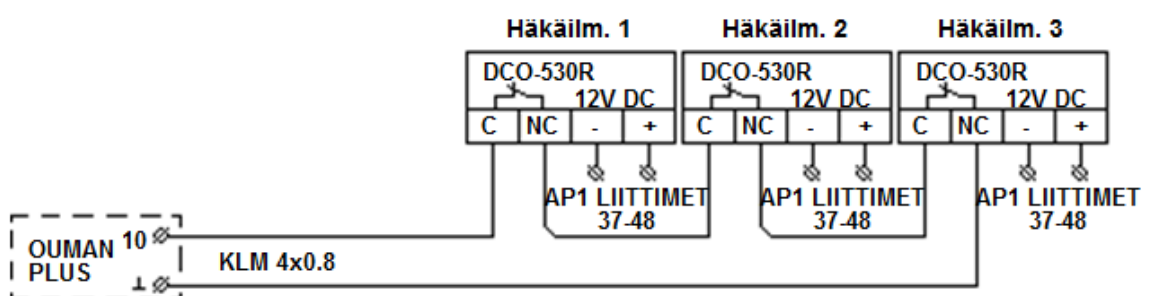 Häkäilm. 1
Häkäilm. 2
Häkäilm. 3
DCO-530R
DCO-530R
DCO-530R
12V DC
12V DC
12V DC
C NC - +
C NC - +
C NC - +
AP1 LIITTIMET
37-48
AP1 LIITTIMET
37-48
AP1 LIITTIMET
37-48
OUMAN
PLUS
10
⊥
KLM 4x0.8